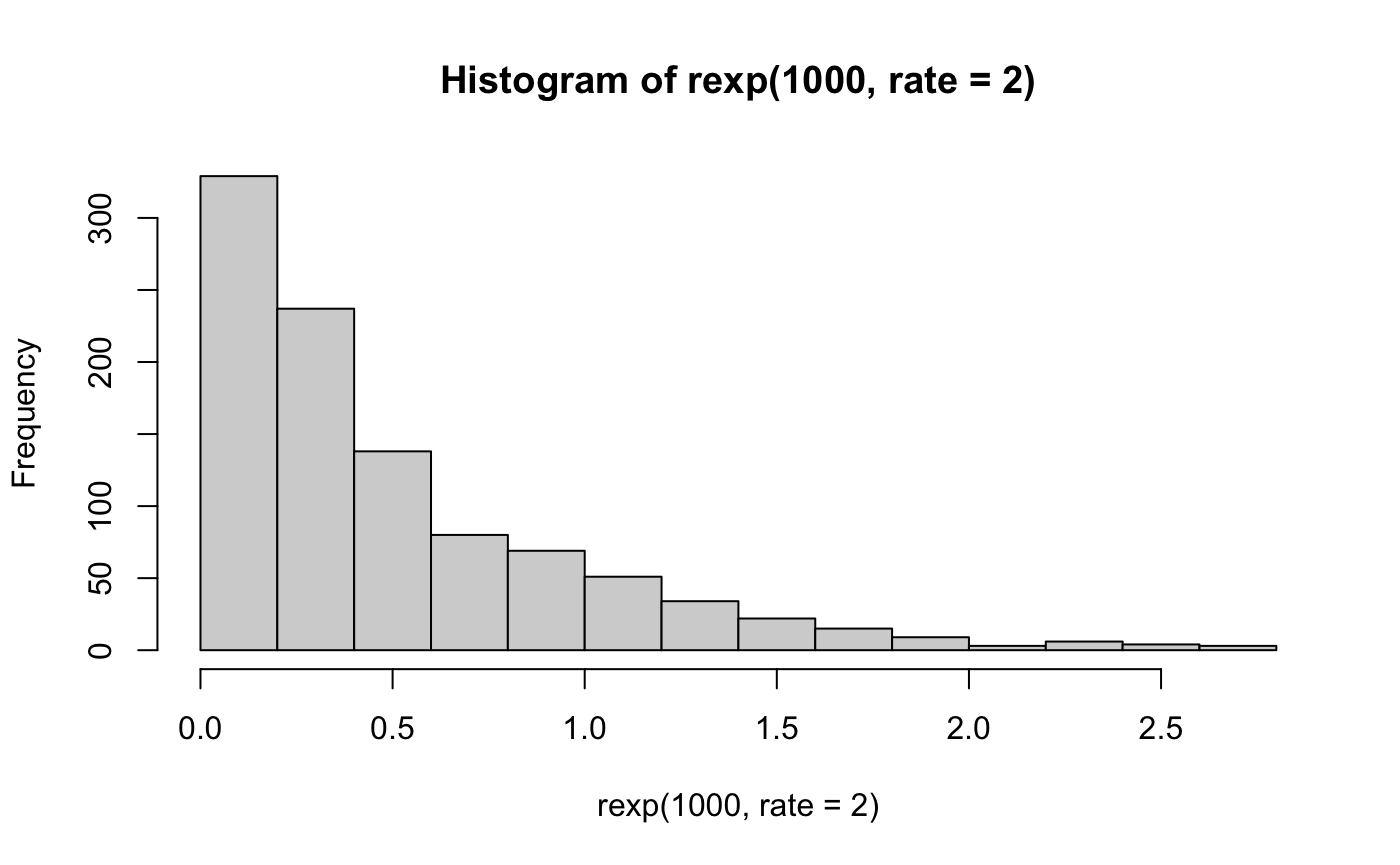 Histogram of rexp(1000, rate = 2)
Frequency
300
200
100
50
0
0.0 0.5 1.0 1.5 2.0 2.5
rexp(1000, rate = 2)